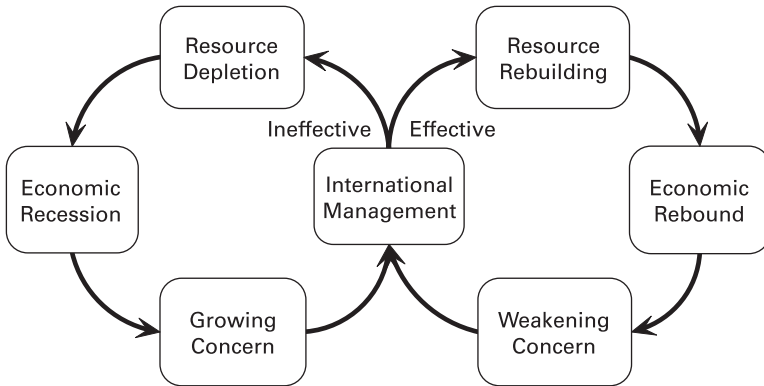 Resource
Depletion
Resource
Rebuilding
Ineffective
Effective
Economic
Recession
International
Management
Economic
Rebound
Growing
Concern
Weakening
Concern